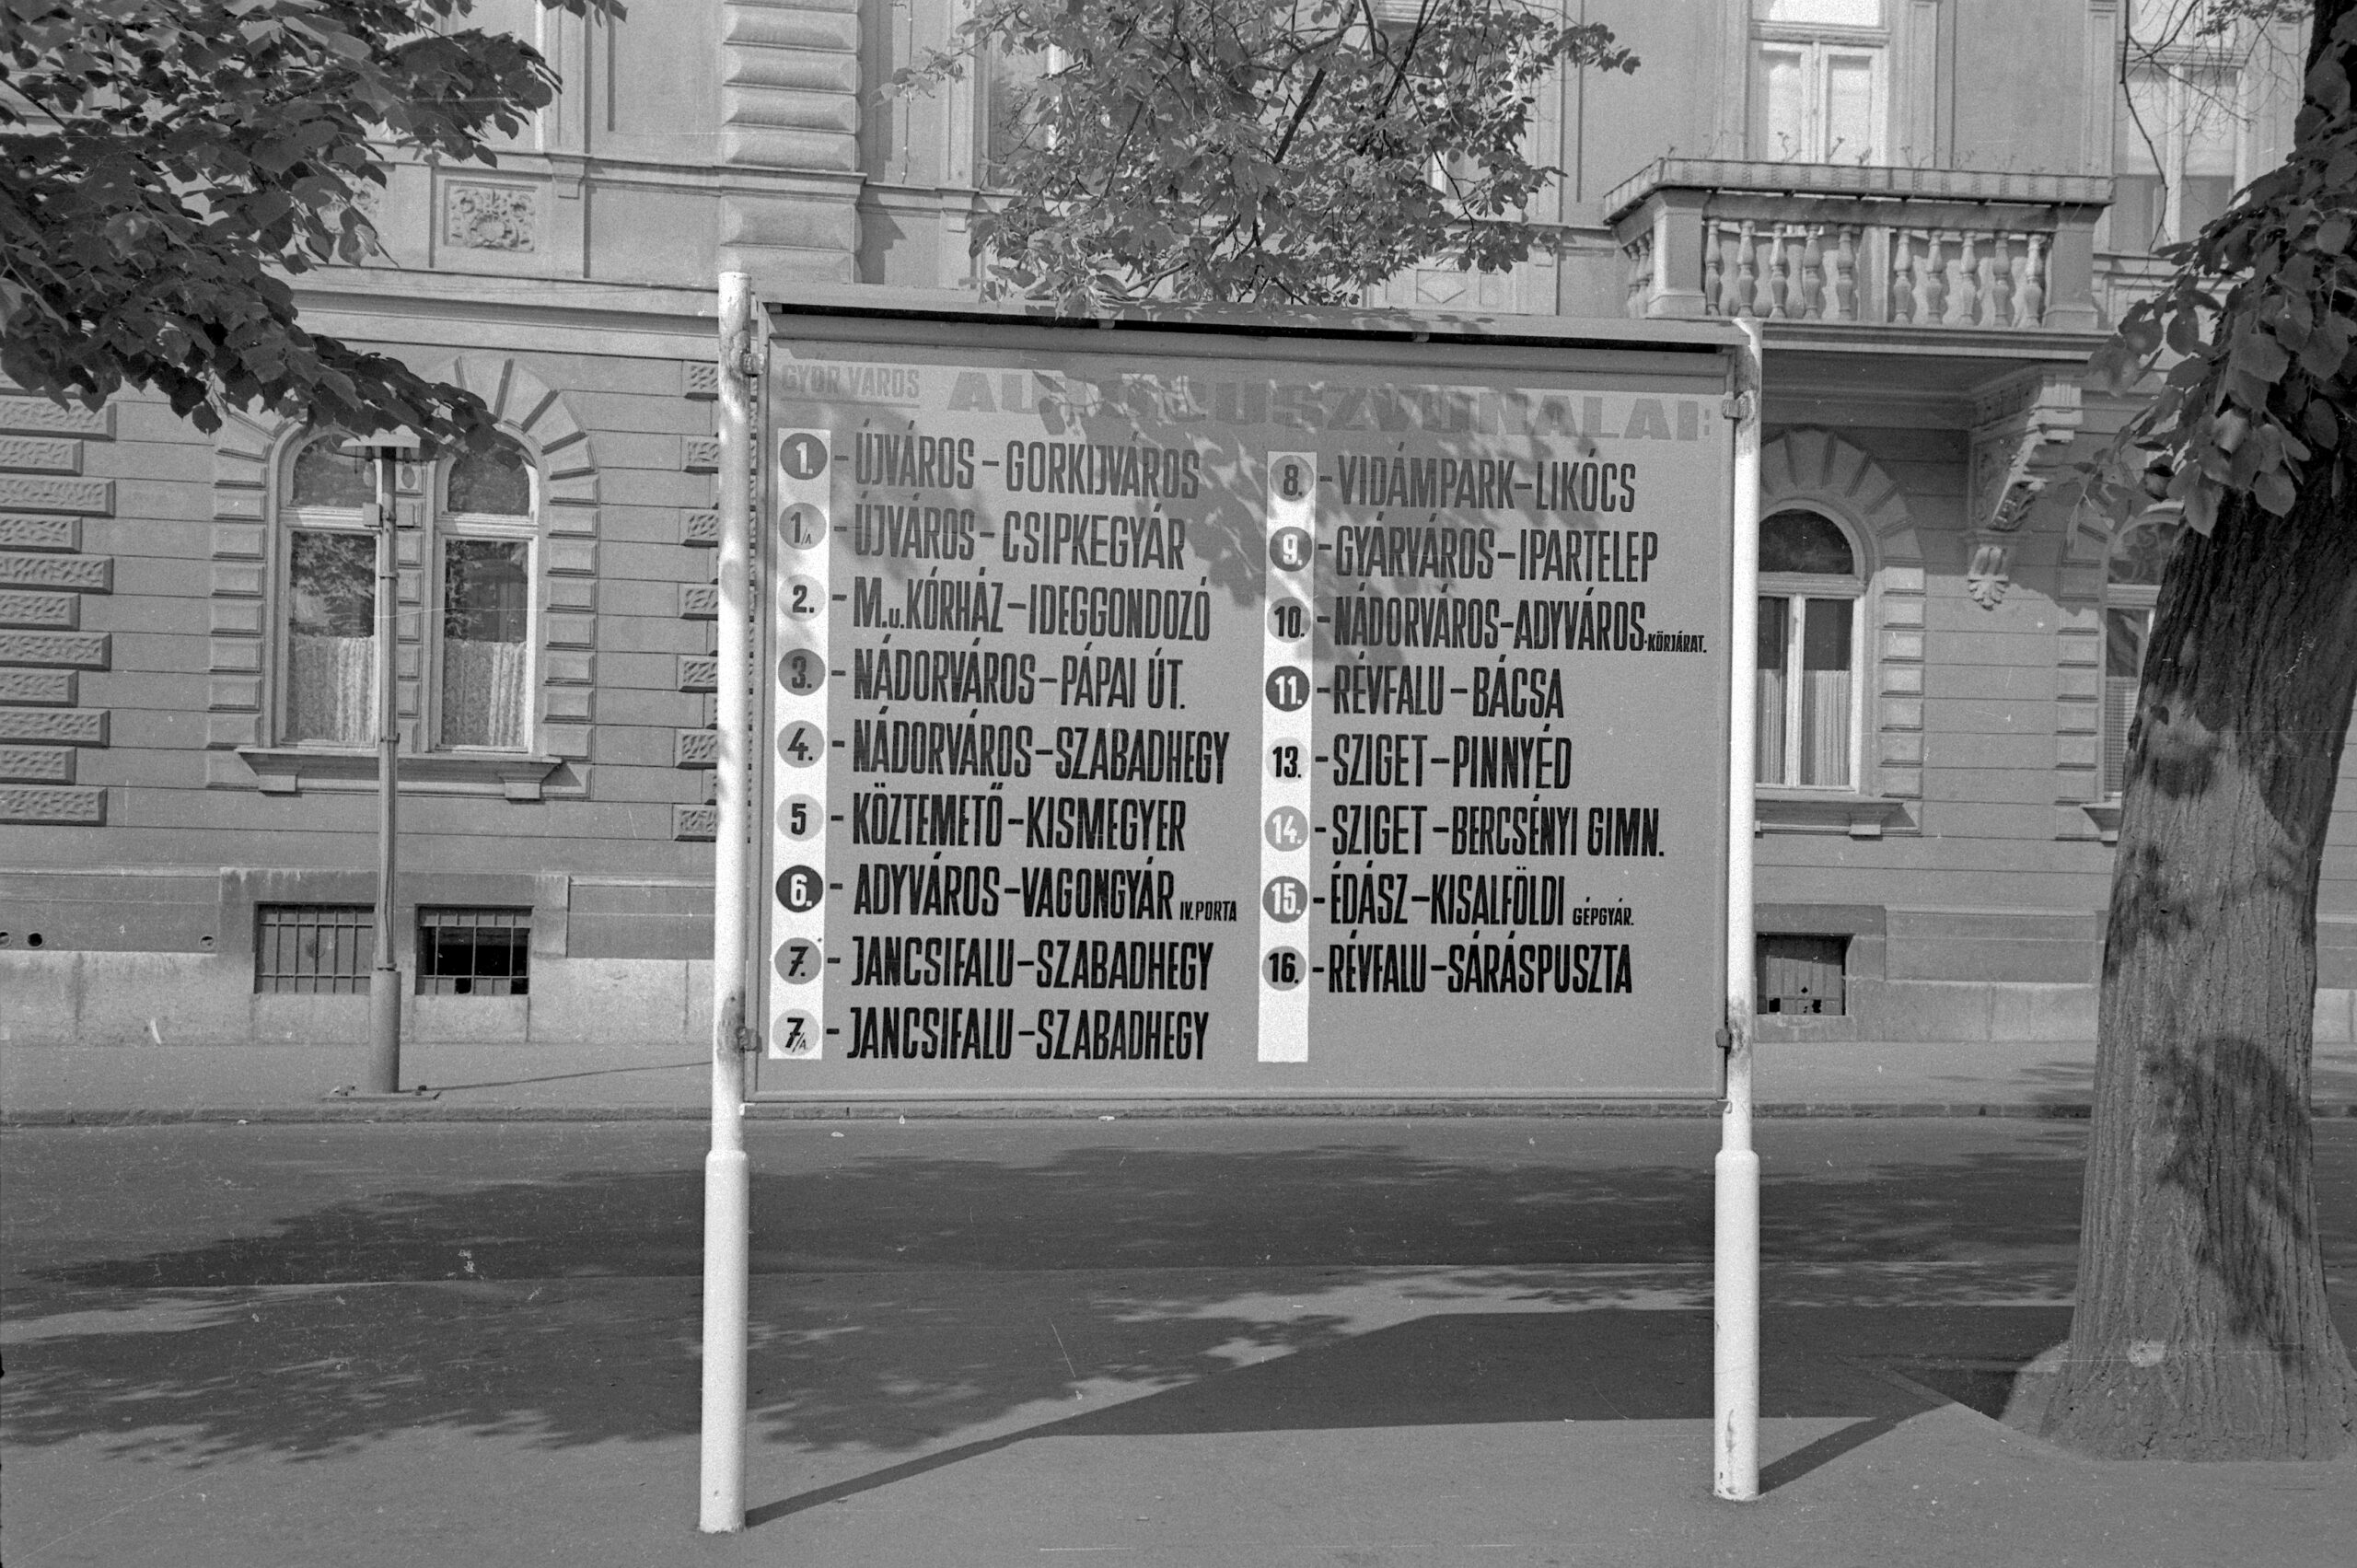 GYŐR VÁROS AUTÓBUSZVONALAI:
1. - ÚJVÁROS - GORKIJVÁROS
1/A - ÚJVÁROS - CSIPKEGYÁR
2. - M.Ü. KÓRHÁZ - IDEGGONDOZÓ
3. - NÁDORVÁROS - PÁPAI ÚT.
4. - NÁDORVÁROS - SZABADHEGY
5 - KÖZTEMETŐ - KISMEGYER
6. - ADYVÁROS - VAGONGYÁR IV. PORTA
7. - JANCSIFALU - SZABADHEGY
7/A - JANCSIFALU - SZABADHEGY
8. - VIDÁMPARK - LIKÓCS
9. - GYÁRVÁROS - IPARTELEP
10. - NÁDORVÁROS - ADYVÁROS - KÖRJÁRAT.
11. - RÉVFALU - BÁCSA
13. - SZIGET - PINNYÉD
14. - SZIGET - BERCSÉNYI GIMN.
15. - ÉDÁSZ - KISALFÖLDI GÉPGYÁR.
16. - RÉVFALU - SÁRÁSPUSZTA